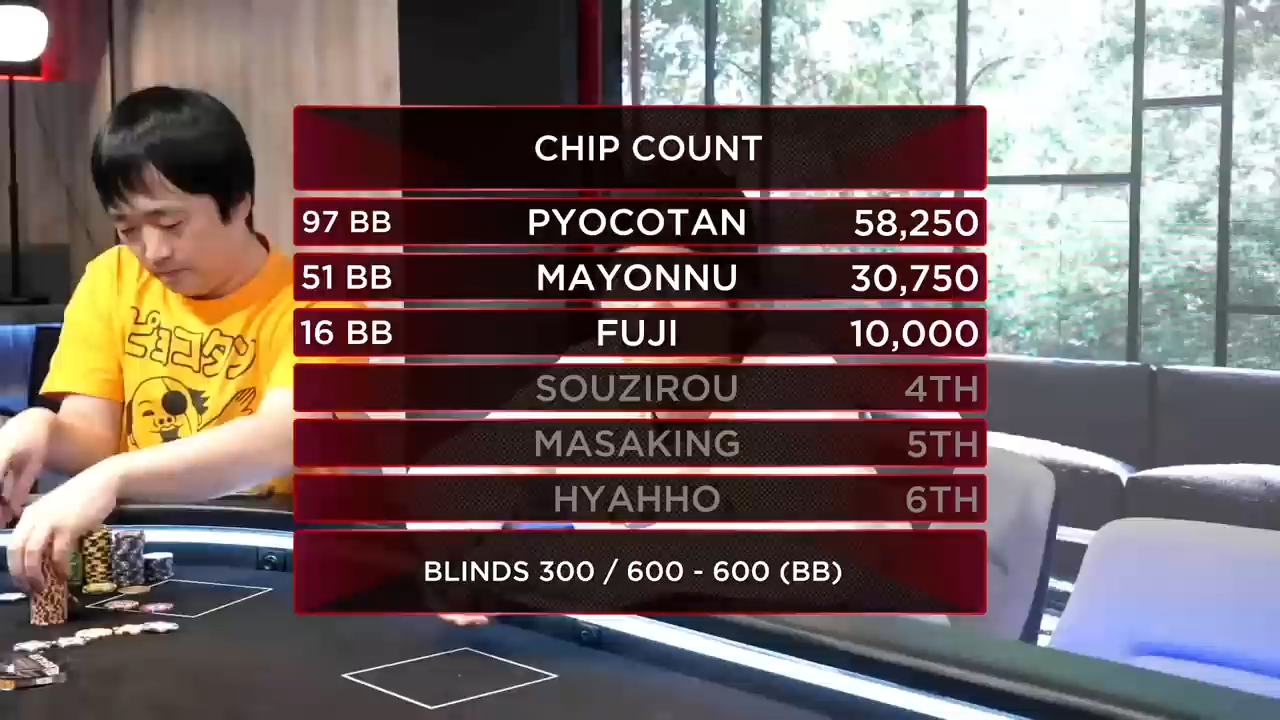 CHIP COUNT
97 BB PYOCOTAN 58,250
51 BB MAYONNU 30,750
16 BB FUJI 10,000
SOUZIROU 4TH
MASAKING 5TH
HYAHHO 6TH
BLINDS 300 / 600 - 600 (BB)
ピョコタン